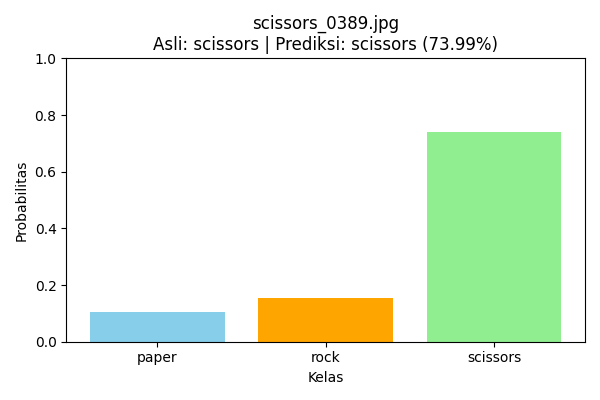 scissors_0389.jpg
Asli: scissors | Prediksi: scissors (73.99%)
1.0
0.8
0.6
0.4
0.2
0.0
Probabilitas
paper rock scissors
Kelas